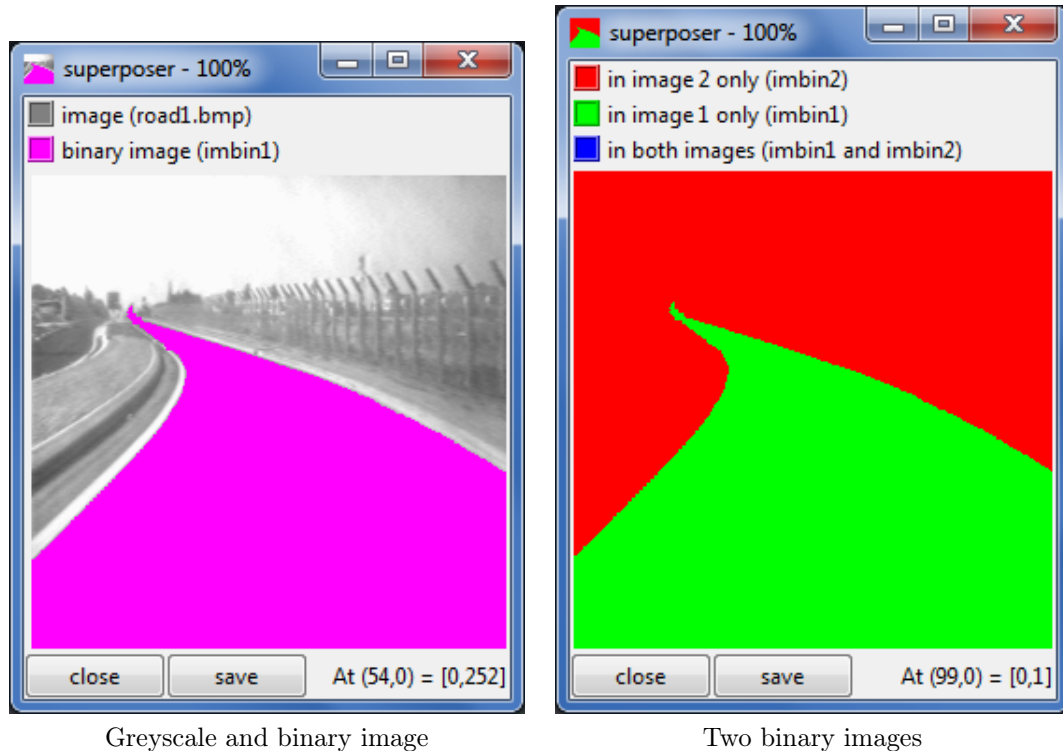 superposer - 100%
image (road1.bmp)
binary image (imbin1)
close
save
At (54,0) = [0,252]
Greyscale and binary image
superposer - 100%
in image 2 only (imbin2)
in image 1 only (imbin1)
in both images (imbin1 and imbin2)
close
save
At (99,0) = [0,1]
Two binary images